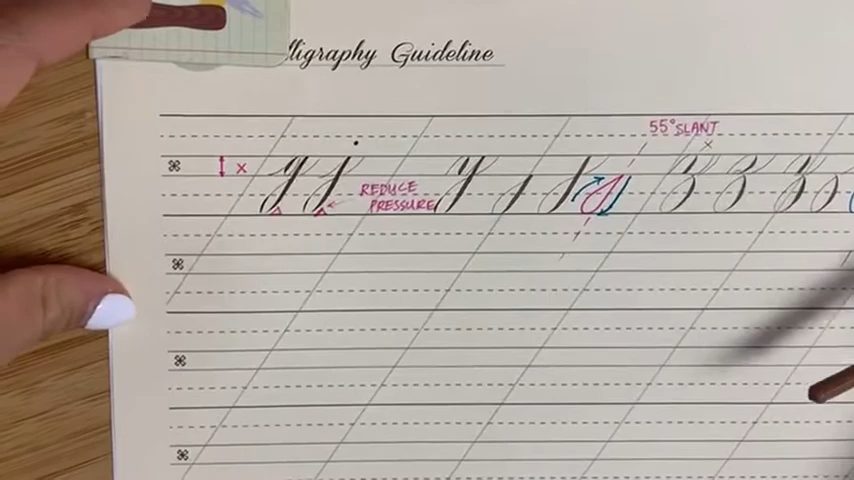 lligraphy Guideline
55° SLANT
x
x
y j y j z z z
REDUCE
PRESSURE